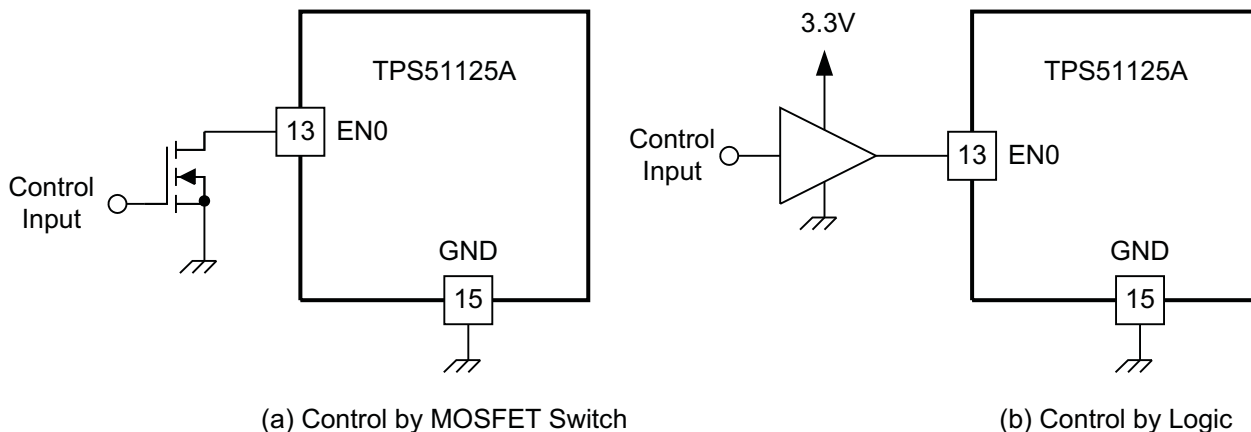 TPS51125A
13
EN0
Control
Input
GND
15
(a) Control by MOSFET Switch
3.3V
TPS51125A
Control
Input
13
EN0
GND
15
(b) Control by Logic